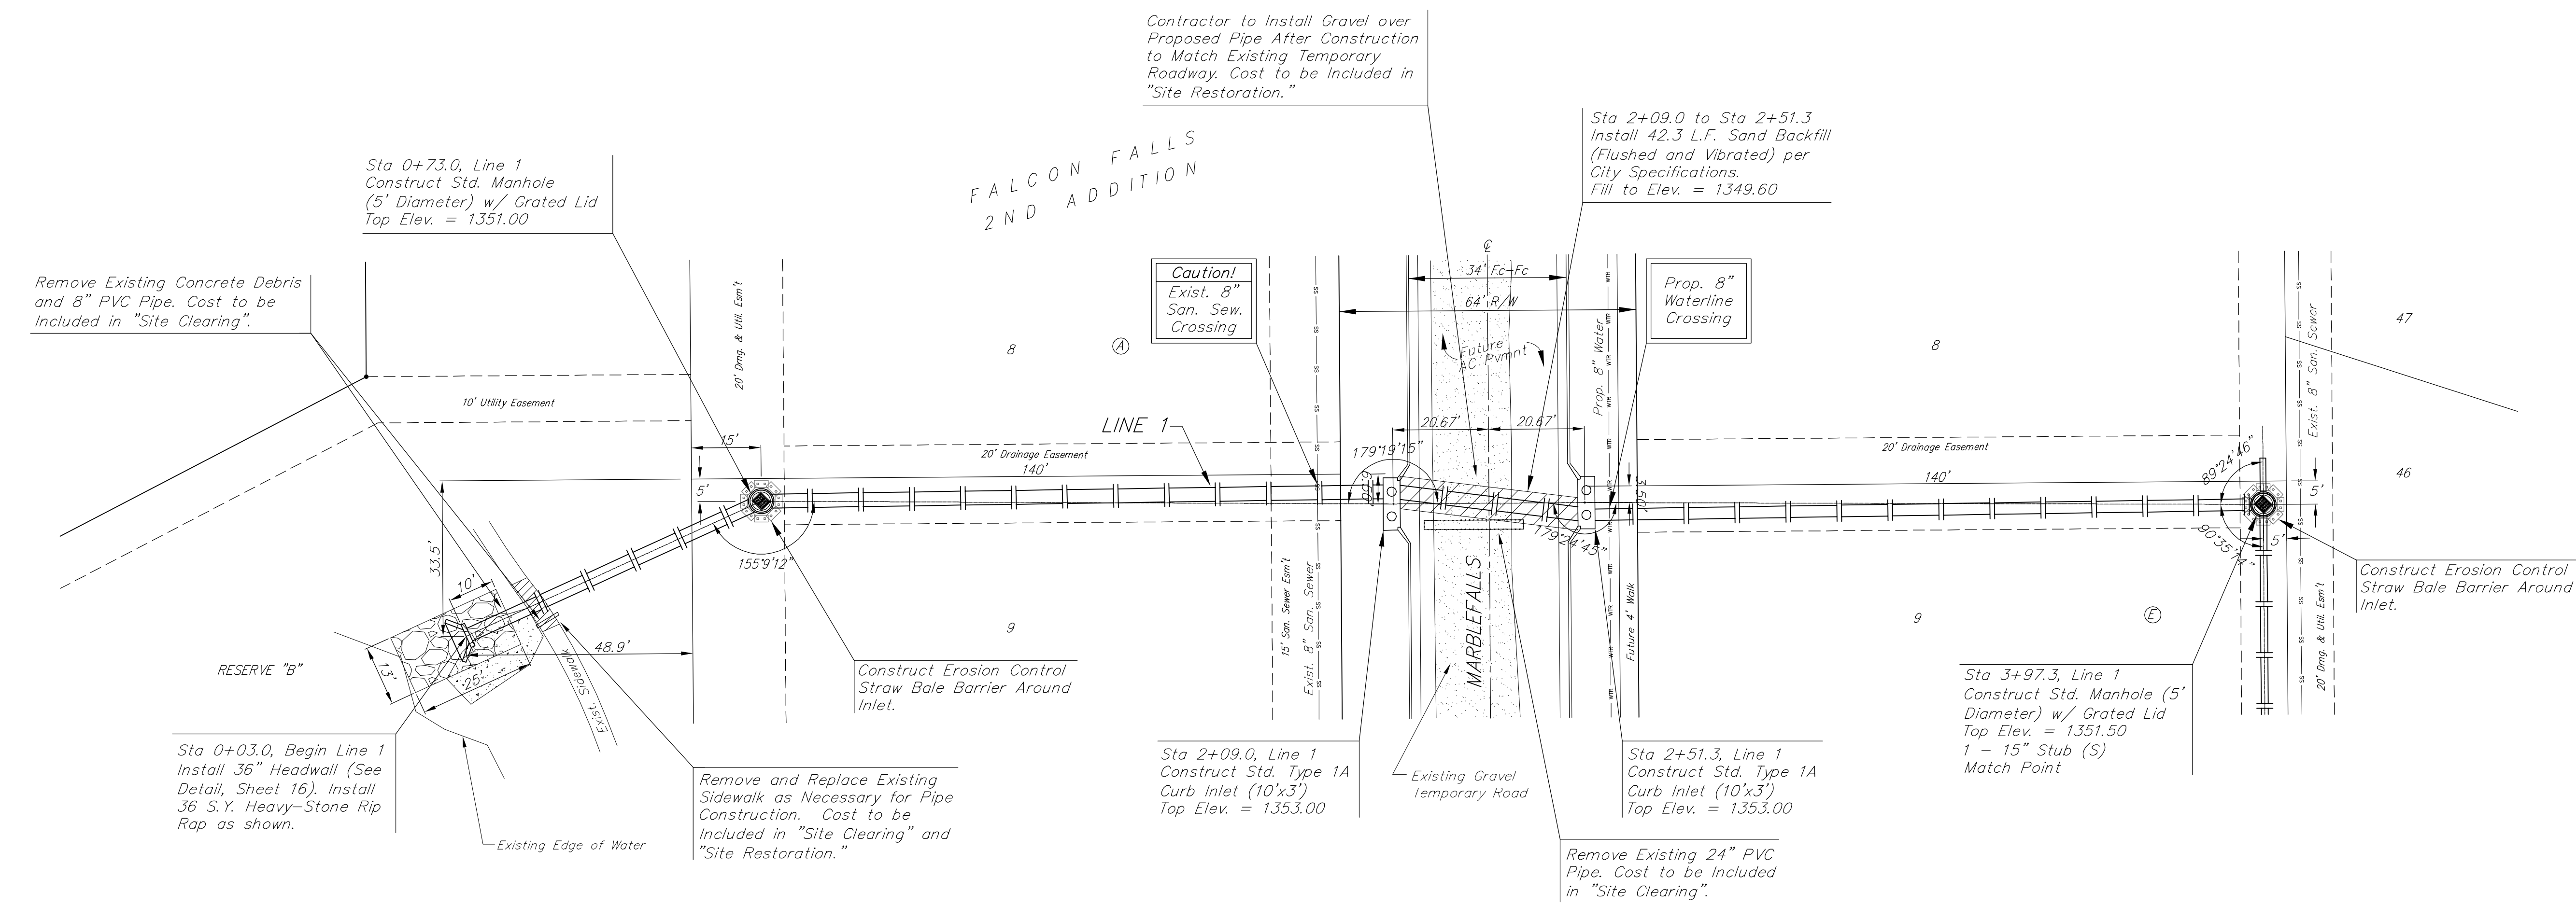 Contractor to Install Gravel over
Proposed Pipe After Construction
to Match Existing Temporary
Roadway. Cost to be Included in
"Site Restoration."
Sta 2+09.0 to Sta 2+51.3
Install 42.3 L.F. Sand Backfill
(Flushed and Vibrated) per
City Specifications.
Fill to Elev. = 1349.60
Sta 0+73.0, Line 1
Construct Std. Manhole
(5' Diameter) w/ Grated Lid
Top Elev. = 1351.00
FALCON FALLS
2ND ADDITION
Remove Existing Concrete Debris
and 8" PVC Pipe. Cost to be
Included in "Site Clearing".
Caution!
Exist. 8"
San. Sew.
Crossing
℄
34' Fc-Fc
64' R/W
Prop. 8"
Waterline
Crossing
20' Drng. & Util. Esm't
8
A
Future
AC Pvmnt
Prop. 8" Water
8
47
Exist. 8" San. Sewer
10' Utility Easement
LINE 1
15'
5'
20' Drainage Easement
140'
179°19'15"
20.67'
20.67'
20' Drainage Easement
140'
89°24'46"
46
5'
3.50'
33.5'
155°9'12"
179°24'45"
5'
10'
48.9'
13'
25'
RESERVE "B"
Exist. Sidewalk
9
15' San. Sewer Esm't
Exist. 8" San. Sewer
MARBLEFALLS
Future 4' Walk
9
E
20' Drng. & Util. Esm't
SS
WTR
Construct Erosion Control
Straw Bale Barrier Around
Inlet.
Construct Erosion Control
Straw Bale Barrier Around
Inlet.
Sta 0+03.0, Begin Line 1
Install 36" Headwall (See
Detail, Sheet 16). Install
36 S.Y. Heavy-Stone Rip
Rap as shown.
Existing Edge of Water
Remove and Replace Existing
Sidewalk as Necessary for Pipe
Construction. Cost to be
Included in "Site Clearing" and
"Site Restoration."
Sta 2+09.0, Line 1
Construct Std. Type 1A
Curb Inlet (10'x3')
Top Elev. = 1353.00
Existing Gravel
Temporary Road
Sta 2+51.3, Line 1
Construct Std. Type 1A
Curb Inlet (10'x3')
Top Elev. = 1353.00
Remove Existing 24" PVC
Pipe. Cost to be Included
in "Site Clearing".
Sta 3+97.3, Line 1
Construct Std. Manhole (5'
Diameter) w/ Grated Lid
Top Elev. = 1351.50
1 - 15" Stub (S)
Match Point